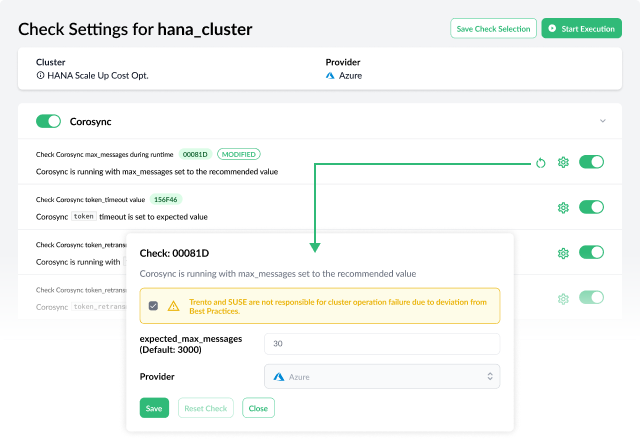 Check Settings for hana_cluster
Save Check Selection
Start Execution
Cluster
Provider
HANA Scale Up Cost Opt.
Azure
Corosync
Check Corosync max_messages during runtime 00081D MODIFIED
Corosync is running with max_messages set to the recommended value
Check Corosync token_timeout value 156F46
Corosync token timeout is set to expected value
Check Corosync token_retrans
Corosync is running with
Check Corosync token_retrans
Corosync token_retrans
Check: 00081D
Corosync is running with max_messages set to the recommended value
Trento and SUSE are not responsible for cluster operation failure due to deviation from
Best Practices.
expected_max_messages
(Default: 3000)
30
Provider
Azure
Save
Reset Check
Close